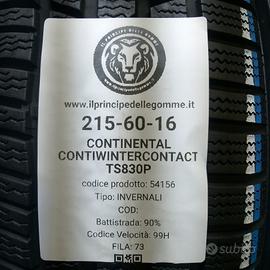 IL PRINCIPE DELLE GOMME
www.ilprincipedellegomme.it
215-60-16
CONTINENTAL
CONTIWINTERCONTACT
TS830P
codice prodotto: 54156
Tipo: INVERNALI
COD:
Battistrada: 90%
Codice Velocità: 99H
FILA: 73
subito